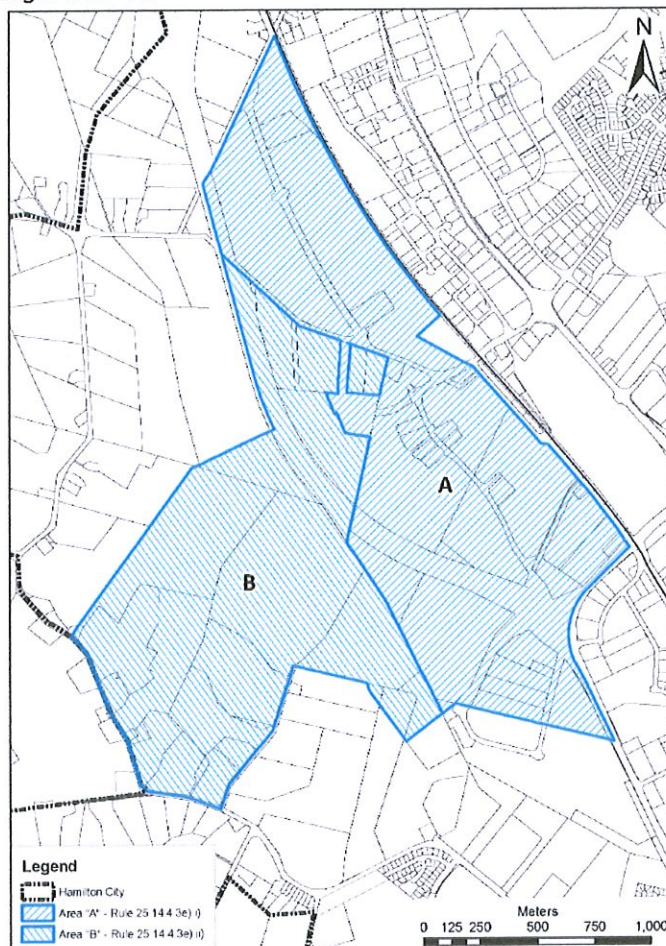 N
A
B
Legend
Hamilton City
Area "A" - Rule 25 14 4 3e) i)
Area "B" - Rule 25 14 4 3e) ii)
Meters
0 125 250 500 750 1,000